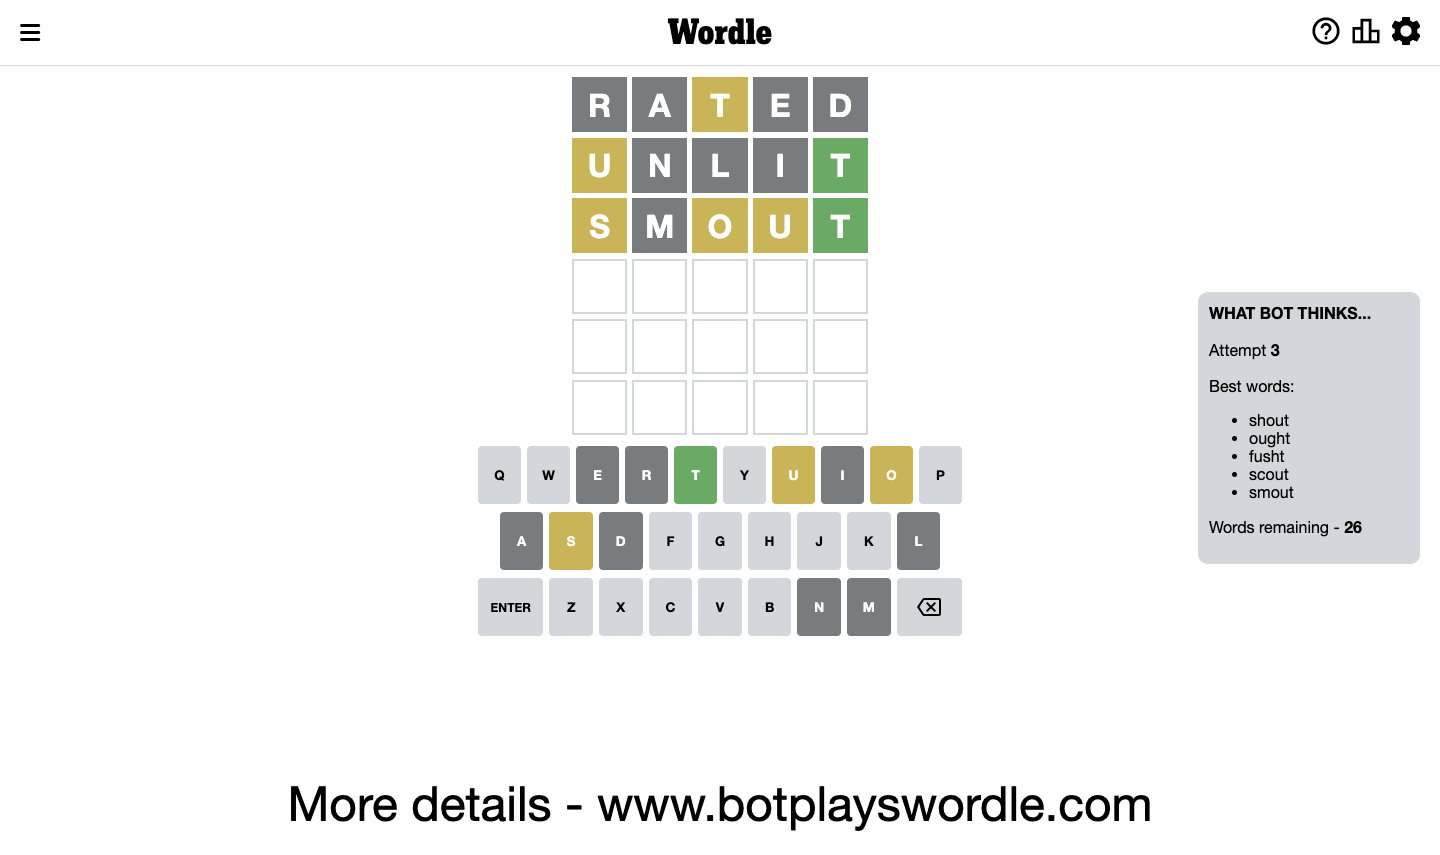 Wordle
R A T E D
U N L I T
S M O U T
WHAT BOT THINKS...
Attempt 3
Best words:
shout
ought
fusht
scout
smout
Words remaining - 26
Q W E R T Y U I O P
A S D F G H J K L
ENTER Z X C V B N M
More details - www.botplayswordle.com